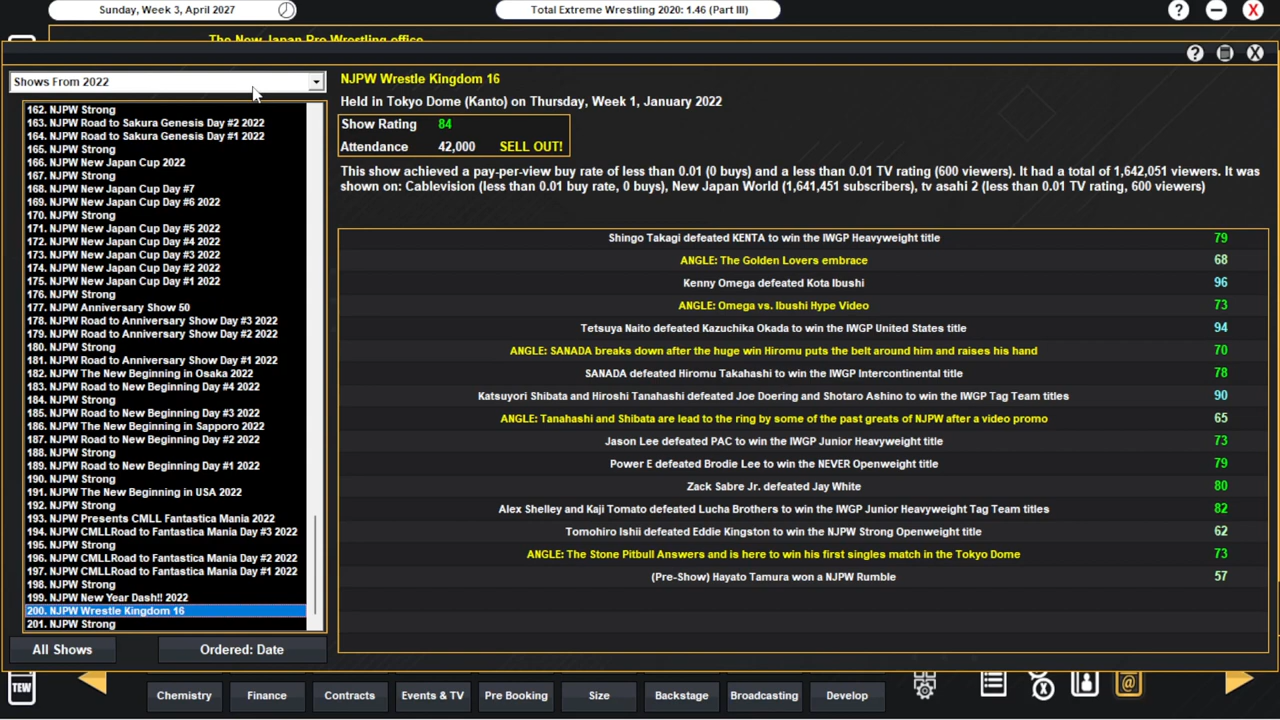 Sunday, Week 3, April 2027
Total Extreme Wrestling 2020: 1.46 (Part III)
The New Japan Pro Wrestling office
Shows From 2022
162. NJPW Strong
163. NJPW Road to Sakura Genesis Day #2 2022
164. NJPW Road to Sakura Genesis Day #1 2022
165. NJPW Strong
166. NJPW New Japan Cup 2022
167. NJPW Strong
168. NJPW New Japan Cup Day #7
169. NJPW New Japan Cup Day #6 2022
170. NJPW Strong
171. NJPW New Japan Cup Day #5 2022
172. NJPW New Japan Cup Day #4 2022
173. NJPW New Japan Cup Day #3 2022
174. NJPW New Japan Cup Day #2 2022
175. NJPW New Japan Cup Day #1 2022
176. NJPW Strong
177. NJPW Anniversary Show 50
178. NJPW Road to Anniversary Show Day #3 2022
179. NJPW Road to Anniversary Show Day #2 2022
180. NJPW Strong
181. NJPW Road to Anniversary Show Day #1 2022
182. NJPW The New Beginning in Osaka 2022
183. NJPW Road to New Beginning Day #4 2022
184. NJPW Strong
185. NJPW Road to New Beginning Day #3 2022
186. NJPW The New Beginning in Sapporo 2022
187. NJPW Road to New Beginning Day #2 2022
188. NJPW Strong
189. NJPW Road to New Beginning Day #1 2022
190. NJPW Strong
191. NJPW The New Beginning in USA 2022
192. NJPW Strong
193. NJPW Presents CMLL Fantastica Mania 2022
194. NJPW CMLLRoad to Fantastica Mania Day #3 2022
195. NJPW Strong
196. NJPW CMLLRoad to Fantastica Mania Day #2 2022
197. NJPW CMLLRoad to Fantastica Mania Day #1 2022
198. NJPW Strong
199. NJPW New Year Dash!! 2022
200. NJPW Wrestle Kingdom 16
201. NJPW Strong
All Shows
Ordered: Date
NJPW Wrestle Kingdom 16
Held in Tokyo Dome (Kanto) on Thursday, Week 1, January 2022
Show Rating 84
Attendance 42,000 SELL OUT!
This show achieved a pay-per-view buy rate of less than 0.01 (0 buys) and a less than 0.01 TV rating (600 viewers). It had a total of 1,642,051 viewers. It was
shown on: Cablevision (less than 0.01 buy rate, 0 buys), New Japan World (1,641,451 subscribers), tv asahi 2 (less than 0.01 TV rating, 600 viewers)
Shingo Takagi defeated KENTA to win the IWGP Heavyweight title 79
ANGLE: The Golden Lovers embrace 68
Kenny Omega defeated Kota Ibushi 96
ANGLE: Omega vs. Ibushi Hype Video 73
Tetsuya Naito defeated Kazuchika Okada to win the IWGP United States title 94
ANGLE: SANADA breaks down after the huge win Hiromu puts the belt around him and raises his hand 70
SANADA defeated Hiromu Takahashi to win the IWGP Intercontinental title 78
Katsuyori Shibata and Hiroshi Tanahashi defeated Joe Doering and Shotaro Ashino to win the IWGP Tag Team titles 90
ANGLE: Tanahashi and Shibata are lead to the ring by some of the past greats of NJPW after a video promo 65
Jason Lee defeated PAC to win the IWGP Junior Heavyweight title 73
Power E defeated Brodie Lee to win the NEVER Openweight title 79
Zack Sabre Jr. defeated Jay White 80
Alex Shelley and Kaji Tomato defeated Lucha Brothers to win the IWGP Junior Heavyweight Tag Team titles 82
Tomohiro Ishii defeated Eddie Kingston to win the NJPW Strong Openweight title 62
ANGLE: The Stone Pitbull Answers and is here to win his first singles match in the Tokyo Dome 73
(Pre-Show) Hayato Tamura won a NJPW Rumble 57
TEW
Chemistry
Finance
Contracts
Events & TV
Pre Booking
Size
Backstage
Broadcasting
Develop